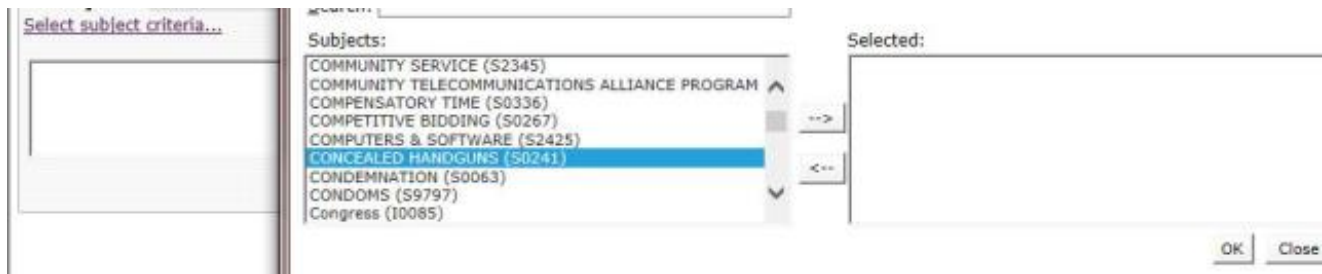 Select subject criteria...
Search:
Subjects:
COMMUNITY SERVICE (S2345)
COMMUNITY TELECOMMUNICATIONS ALLIANCE PROGRAM
COMPENSATORY TIME (S0336)
COMPETITIVE BIDDING (S0267)
COMPUTERS & SOFTWARE (S2425)
CONCEALED HANDGUNS (S0241)
CONDEMNATION (S0063)
CONDOMS (S9797)
Congress (I0085)
-->
<--
Selected:
OK
Close